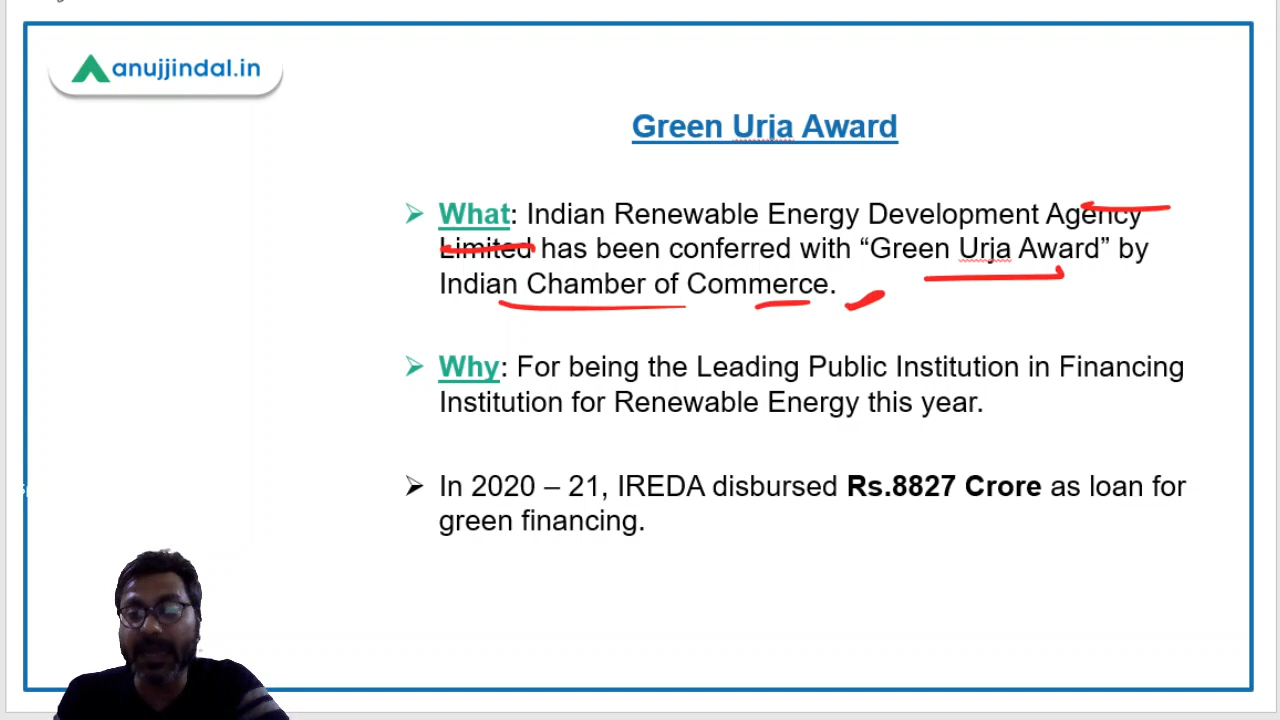 anujjindal.in
Green Urja Award
➢ What: Indian Renewable Energy Development Agency
Limited has been conferred with “Green Urja Award” by
Indian Chamber of Commerce.
➢ Why: For being the Leading Public Institution in Financing
Institution for Renewable Energy this year.
➢ In 2020 – 21, IREDA disbursed Rs.8827 Crore as loan for
green financing.